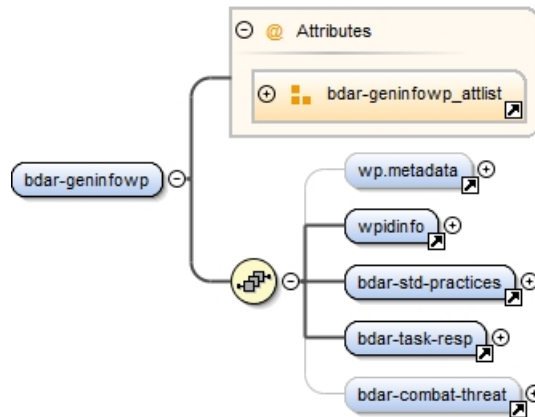 @ Attributes
bdar-geninfowp_attlist
bdar-geninfowp
wp.metadata
wpidinfo
bdar-std-practices
bdar-task-resp
bdar-combat-threat